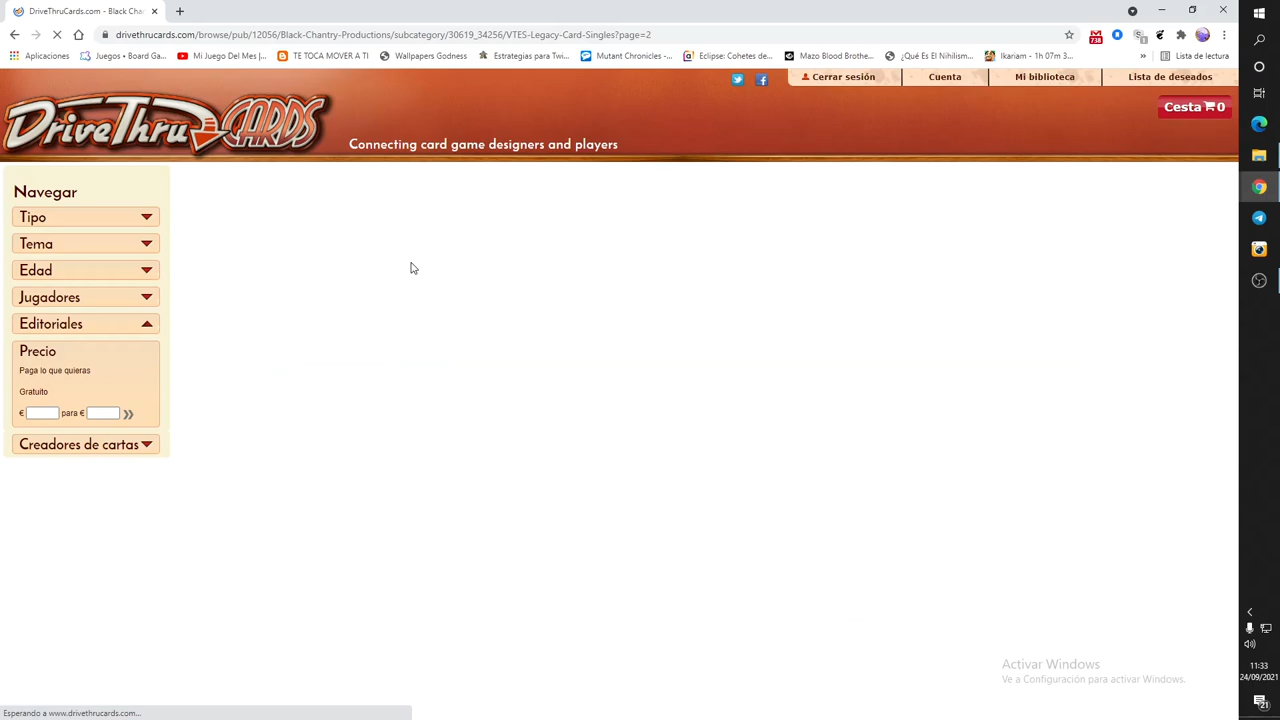 DriveThruCards.com - Black Cha
drivethrucards.com/browse/pub/12056/Black-Chantry-Productions/subcategory/30619_34256/VTES-Legacy-Card-Singles?page=2
738
1
Aplicaciones
Juegos • Board Ga...
Mi Juego Del Mes |...
TE TOCA MOVER A TI
Wallpapers Godness
Estrategias para Twi...
Mutant Chronicles -...
Eclipse: Cohetes de...
Mazo Blood Brothe...
¿Qué Es El Nihilism...
Ikariam - 1h 07m 3...
»
Lista de lectura
Cerrar sesión
Cuenta
Mi biblioteca
Lista de deseados
DriveThru CARDS
Connecting card game designers and players
Cesta 0
Navegar
Tipo
Tema
Edad
Jugadores
Editoriales
Precio
Paga lo que quieras
Gratuito
€ para € »
Creadores de cartas
Activar Windows
Ve a Configuración para activar Windows.
Esperando a www.drivethrucards.com...
11:33
24/09/2021
21